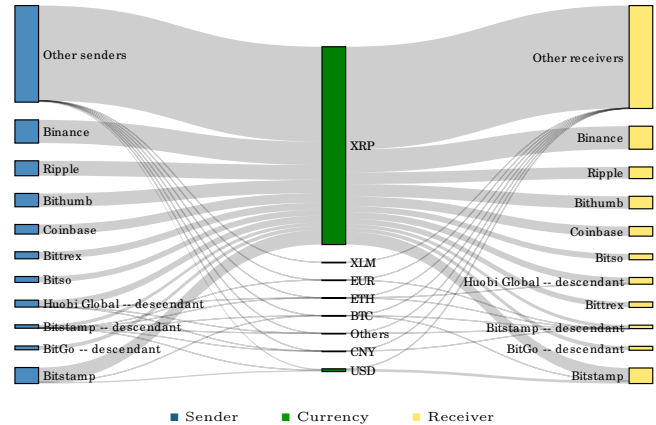 Other senders
Binance
Ripple
Bithumb
Coinbase
Bittrex
Bitso
Huobi Global -- descendant
Bitstamp -- descendant
BitGo -- descendant
Bitstamp
XRP
XLM
EUR
ETH
BTC
Others
CNY
USD
Other receivers
Binance
Ripple
Bithumb
Coinbase
Bitso
Huobi Global -- descendant
Bittrex
Bitstamp -- descendant
BitGo -- descendant
Bitstamp
Sender Currency Receiver